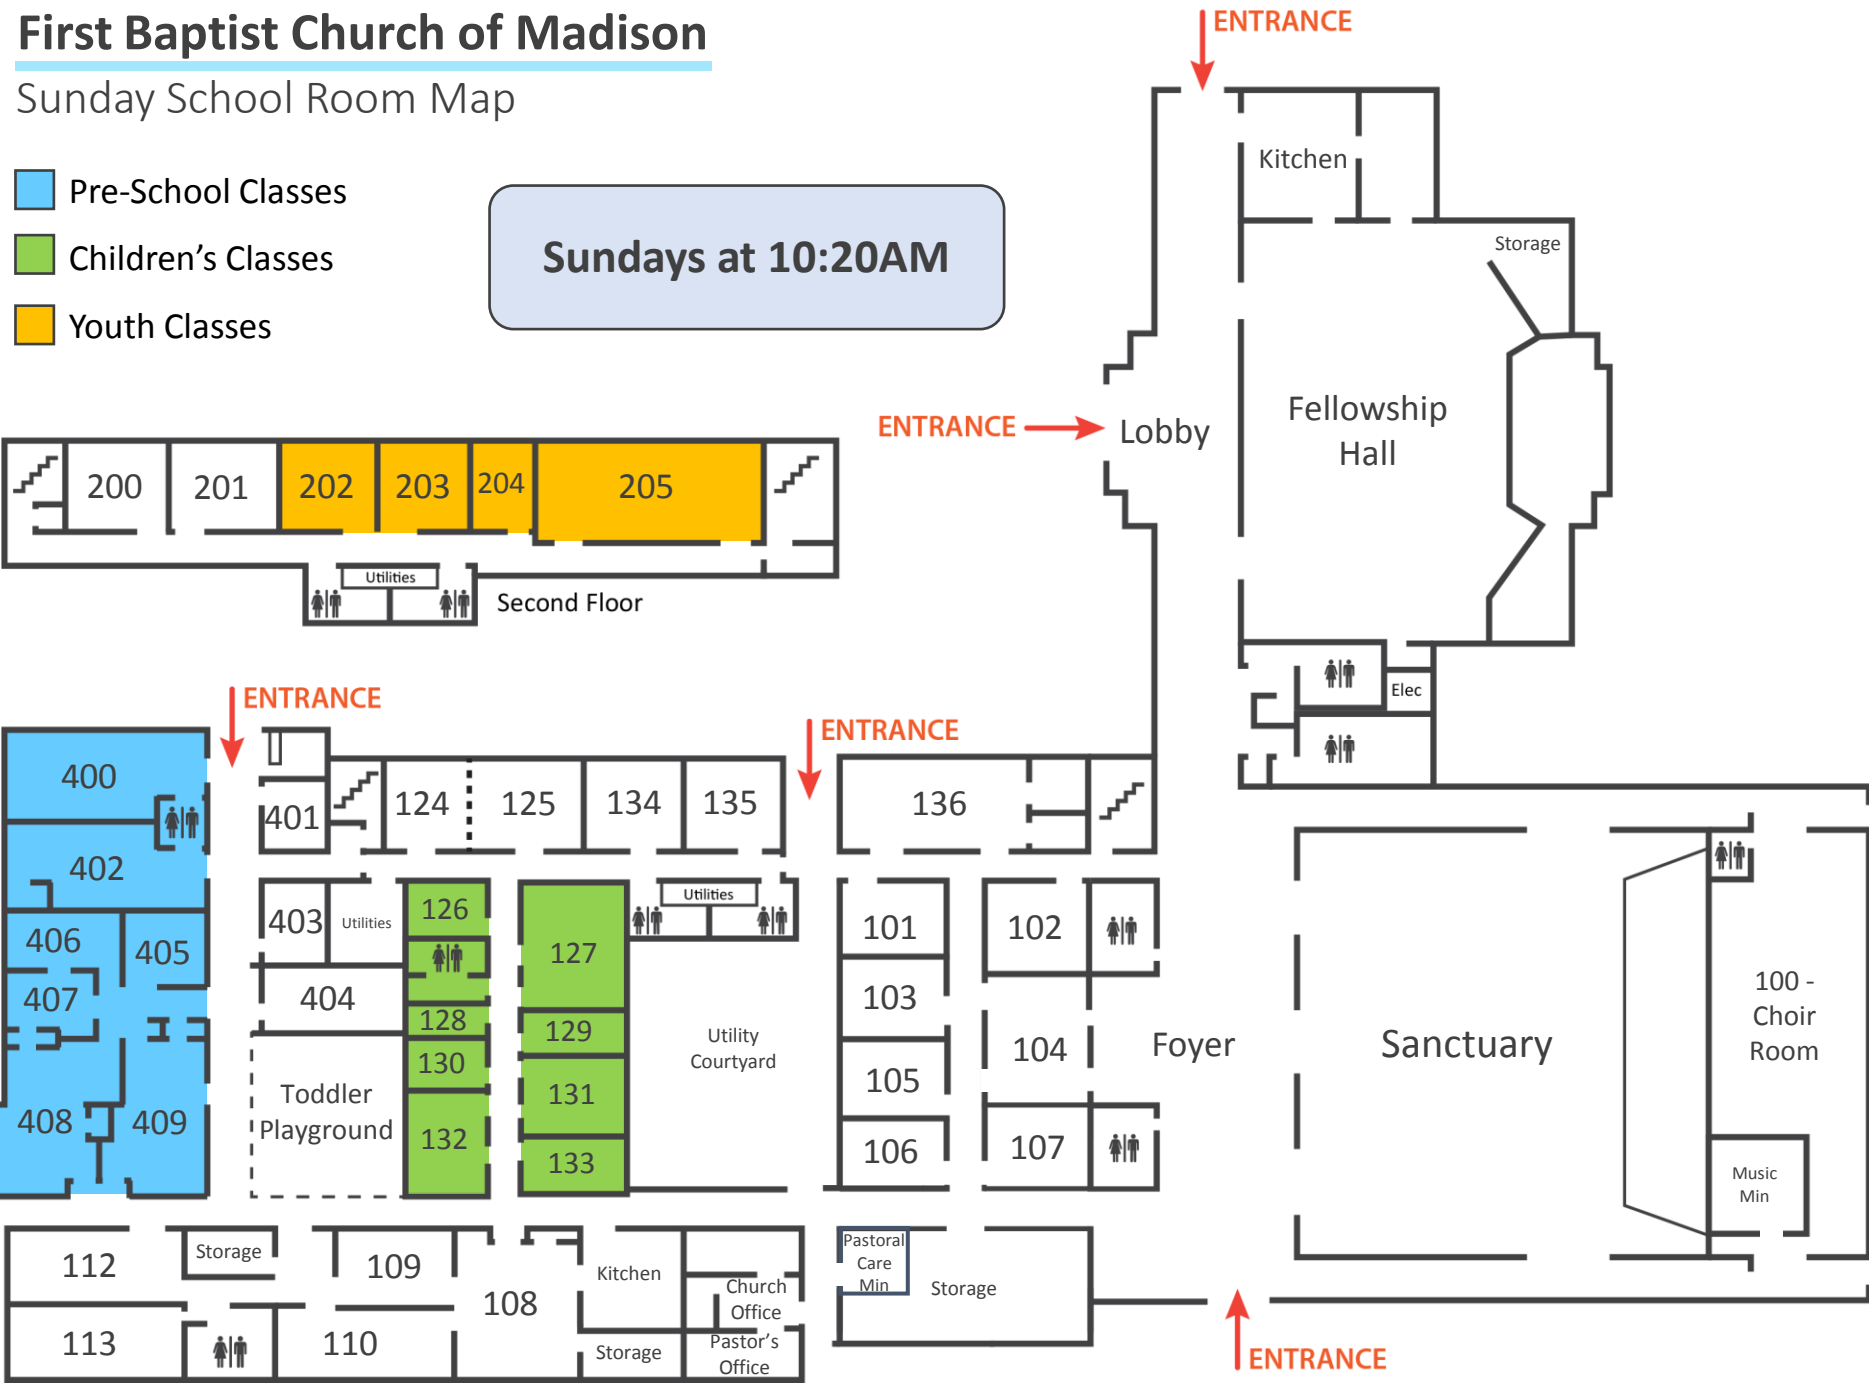 First Baptist Church of Madison
Sunday School Room Map
Pre-School Classes
Children's Classes
Youth Classes
Sundays at 10:20AM
ENTRANCE
Kitchen
Storage
Fellowship
Hall
ENTRANCE
Lobby
200
201
202
203
204
205
Utilities
Second Floor
Elec
ENTRANCE
ENTRANCE
400
401
402
124
125
134
135
136
403
Utilities
126
127
Utilities
101
102
406
405
407
404
128
129
130
131
132
133
103
104
105
106
107
Utility
Courtyard
Foyer
Sanctuary
100 -
Choir
Room
Toddler
Playground
408
409
Music
Min
112
Storage
109
108
Kitchen
Church
Office
Pastoral
Care
Min
Storage
113
110
Storage
Pastor's
Office
ENTRANCE